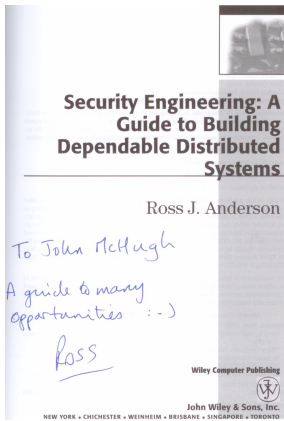 Security Engineering: A
Guide to Building
Dependable Distributed
Systems
Ross J. Anderson
To John McHugh
A guide to many
opportunities :-)
Ross
Wiley Computer Publishing
John Wiley & Sons, Inc.
NEW YORK • CHICHESTER • WEINHEIM • BRISBANE • SINGAPORE • TORONTO